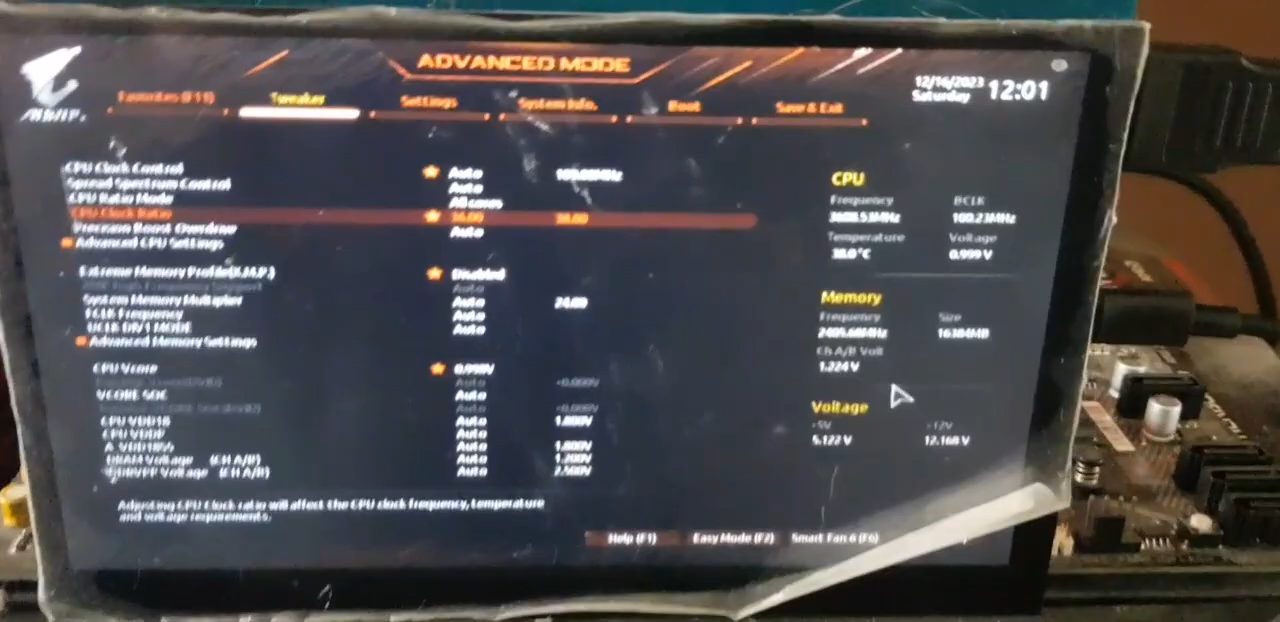 ADVANCED MODE
12/16/2023
Saturday
12:01
Favorites (F11)
Tweaker
Settings
System Info.
Boot
Save & Exit
CPU Clock Control Auto
Spread Spectrum Control Auto
CPU Ratio Mode All cores
CPU Clock Ratio 36.00
Precision Boost Overdrive Auto
Advanced CPU Settings
Extreme Memory Profile(X.M.P.) Disabled
Auto
System Memory Multiplier Auto 24.00
FCLK Frequency Auto
UCLK DIV1 MODE Auto
Advanced Memory Settings
CPU Vcore 0.998V
Auto +0.000V
VCORE SOC Auto
Auto +0.000V
CPU VDD18 Auto 1.800V
CPU VDDP Auto
A_VDD18S5 Auto 1.800V
DRAM Voltage (CH A/B) Auto 1.200V
DDRVPP Voltage (CH A/B) Auto 2.500V
Adjusting CPU Clock ratio will affect the CPU clock frequency, temperature
and voltage requirements.
CPU
Frequency BCLK
100.23MHz
Temperature Voltage
38.0°C 0.999 V
Memory
Frequency Size
2405.60MHz 16384MB
Ch A/B Volt
1.224 V
Voltage
+5V +12V
5.122 V 12.168 V
Help (F1) Easy Mode (F2) Smart Fan 6 (F6)